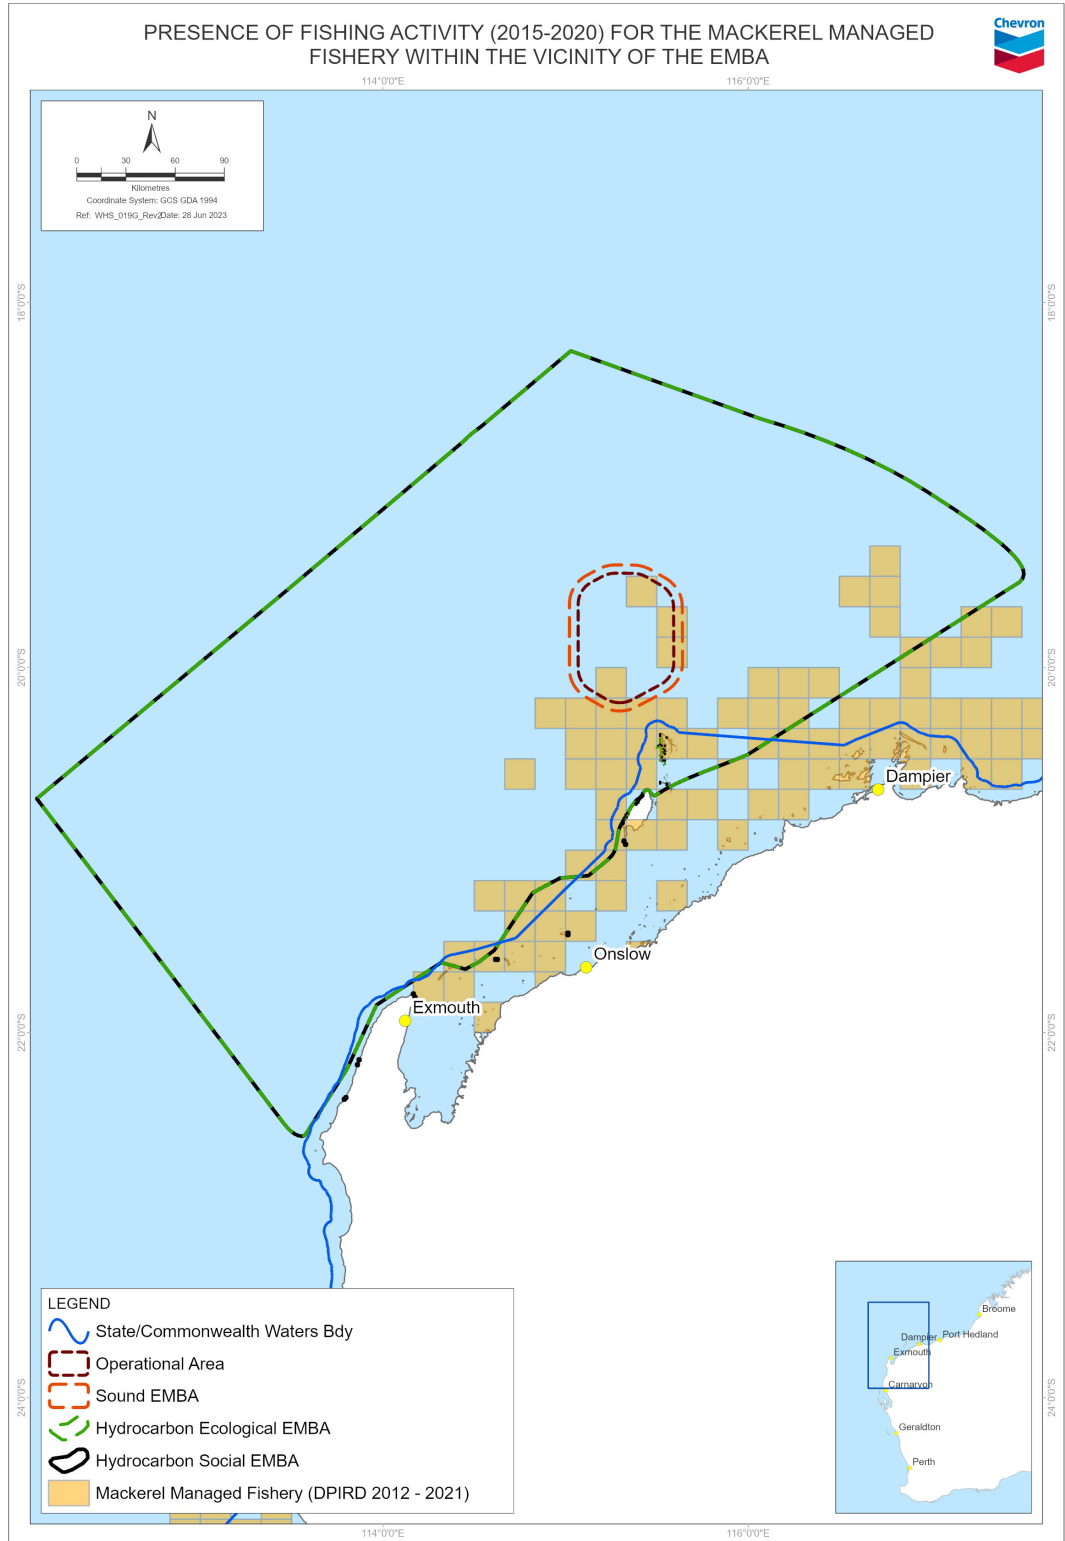 PRESENCE OF FISHING ACTIVITY (2015-2020) FOR THE MACKEREL MANAGED
FISHERY WITHIN THE VICINITY OF THE EMBA
Chevron
114°0'0"E
116°0'0"E
N
0 30 60 90
Kilometres
Coordinate System: GCS GDA 1994
Ref: WHS_019G_Rev2Date: 28 Jun 2023
18°0'0"S
18°0'0"S
20°0'0"S
20°0'0"S
Dampier
Onslow
Exmouth
22°0'0"S
22°0'0"S
LEGEND
State/Commonwealth Waters Bdy
Operational Area
Sound EMBA
Hydrocarbon Ecological EMBA
Hydrocarbon Social EMBA
Mackerel Managed Fishery (DPIRD 2012 - 2021)
Broome
Dampier
Port Hedland
Exmouth
Carnarvon
Geraldton
Perth
24°0'0"S
24°0'0"S
114°0'0"E
116°0'0"E